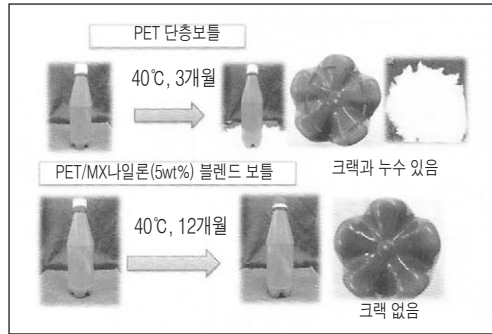 PET 단층보틀
40℃, 3개월
크랙과 누수 있음
PET/MX나일론(5wt%) 블렌드 보틀
40℃, 12개월
크랙 없음